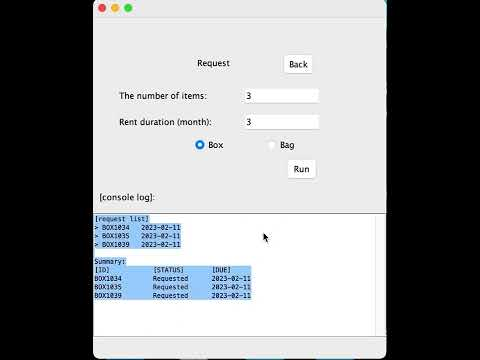 Request
Back
The number of items: 3
Rent duration (month): 3
Box Bag
Run
[console log]:
[request list]
> BOX1034 2023-02-11
> BOX1035 2023-02-11
> BOX1039 2023-02-11
Summary:
[ID] [STATUS] [DUE]
BOX1034 Requested 2023-02-11
BOX1035 Requested 2023-02-11
BOX1039 Requested 2023-02-11